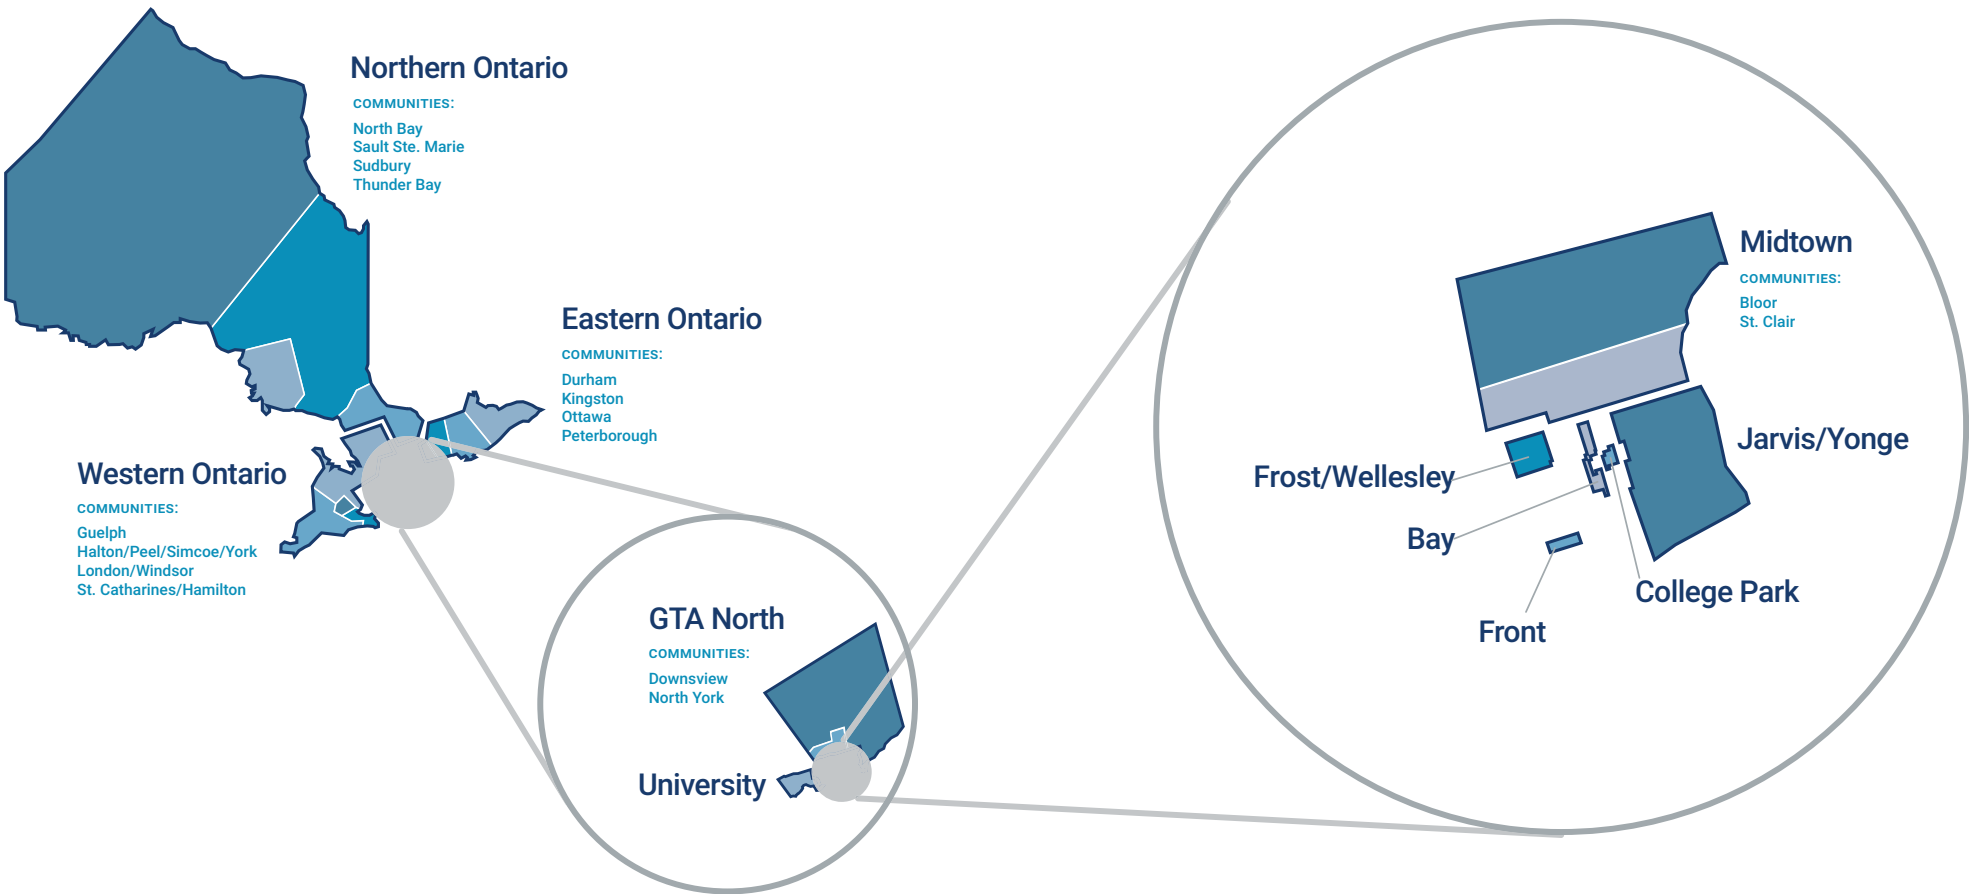 Northern Ontario
COMMUNITIES:
North Bay
Sault Ste. Marie
Sudbury
Thunder Bay
Eastern Ontario
COMMUNITIES:
Durham
Kingston
Ottawa
Peterborough
Western Ontario
COMMUNITIES:
Guelph
Halton/Peel/Simcoe/York
London/Windsor
St. Catharines/Hamilton
GTA North
COMMUNITIES:
Downsview
North York
University
Midtown
COMMUNITIES:
Bloor
St. Clair
Jarvis/Yonge
Frost/Wellesley
Bay
College Park
Front